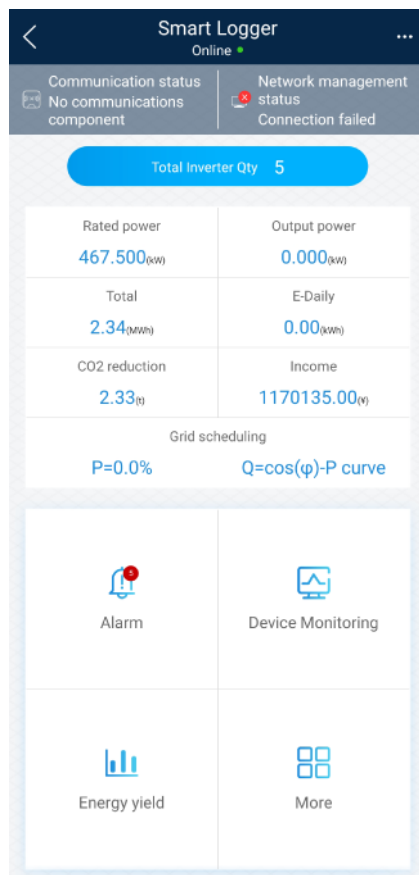 Smart Logger
Online
Communication status
No communications
component
Network management
status
Connection failed
Total Inverter Qty 5
Rated power
467.500(kW)
Output power
0.000(kW)
Total
2.34(MWh)
E-Daily
0.00(kWh)
CO2 reduction
2.33(t)
Income
1170135.00(¥)
Grid scheduling
P=0.0% Q=cos(φ)-P curve
5
Alarm
Device Monitoring
Energy yield
More